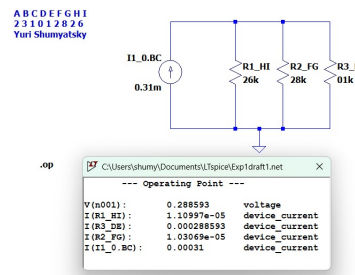 A B C D E F G H I
2 3 1 0 1 2 8 2 6
Yuri Shumyatsky
I1_0.BC
0.31m
R1_HI
26k
R2_FG
28k
R3_
01k
.op
C:\Users\shumy\Documents\LTspice\Exp1draft1.net
--- Operating Point ---
V(n001): 0.288593 voltage
I(R1_HI): 1.10997e-05 device_current
I(R3_DE): 0.000288593 device_current
I(R2_FG): 1.03069e-05 device_current
I(I1_0.BC): 0.00031 device_current